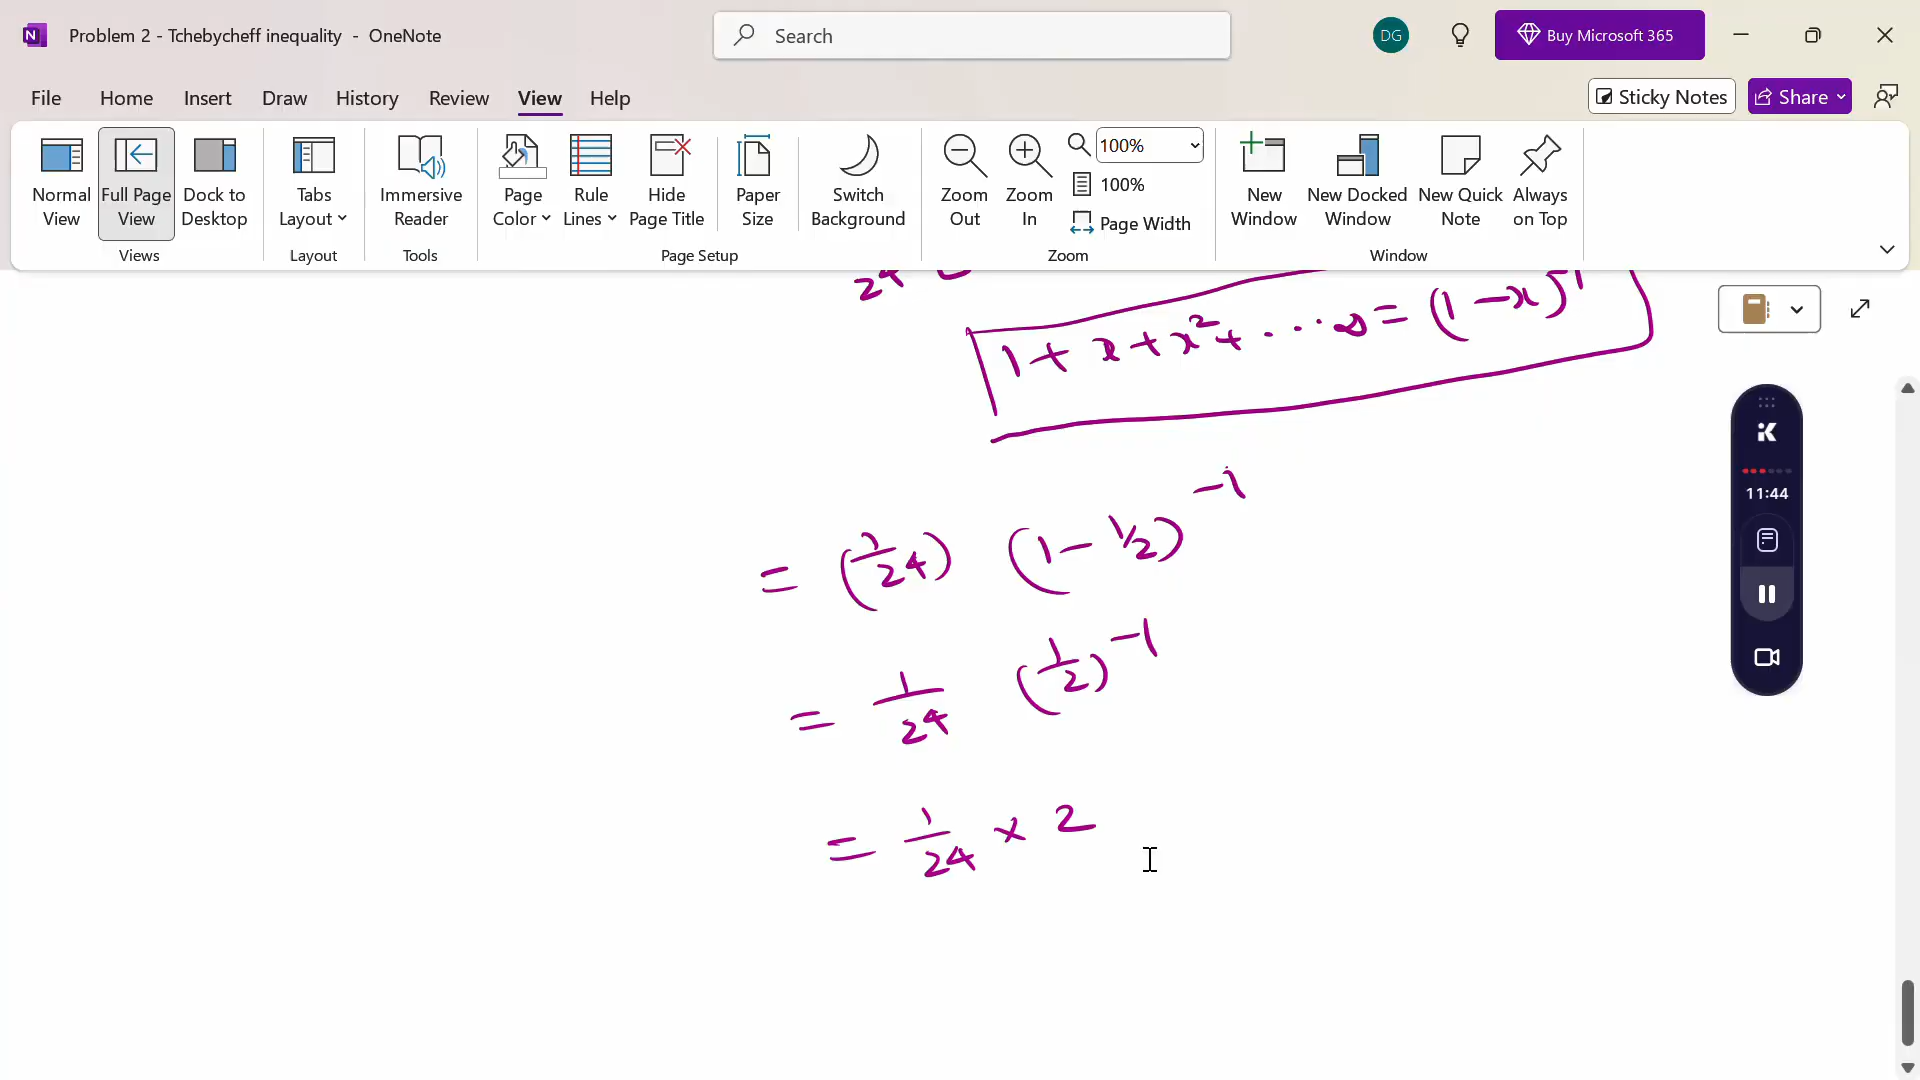 Problem 2 - Tchebycheff inequality - OneNote
Search
DG
Buy Microsoft 365
File Home Insert Draw History Review View Help
Sticky Notes
Share
Normal View
Full Page View
Dock to Desktop
Tabs Layout
Immersive Reader
Page Color
Rule Lines
Hide Page Title
Paper Size
Switch Background
Zoom Out
Zoom In
100%
100%
Page Width
New Window
New Docked Window
New Quick Note
Always on Top
Views
Layout
Tools
Page Setup
Zoom
Window
2⁴
1 + x + x² + ... ∞ = (1 - x)⁻¹
11:44
= (1/2⁴) (1 - 1/2)⁻¹
= 1/2⁴ (1/2)⁻¹
= 1/2⁴ × 2